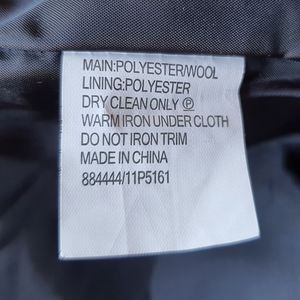 MAIN:POLYESTER/WOOL
LINING:POLYESTER
DRY CLEAN ONLY Ⓟ
WARM IRON UNDER CLOTH
DO NOT IRON TRIM
MADE IN CHINA
884444/11P5161